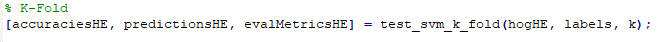 % K-Fold
[accuraciesHE, predictionsHE, evalMetricsHE] = test_svm_k_fold(hogHE, labels, k);